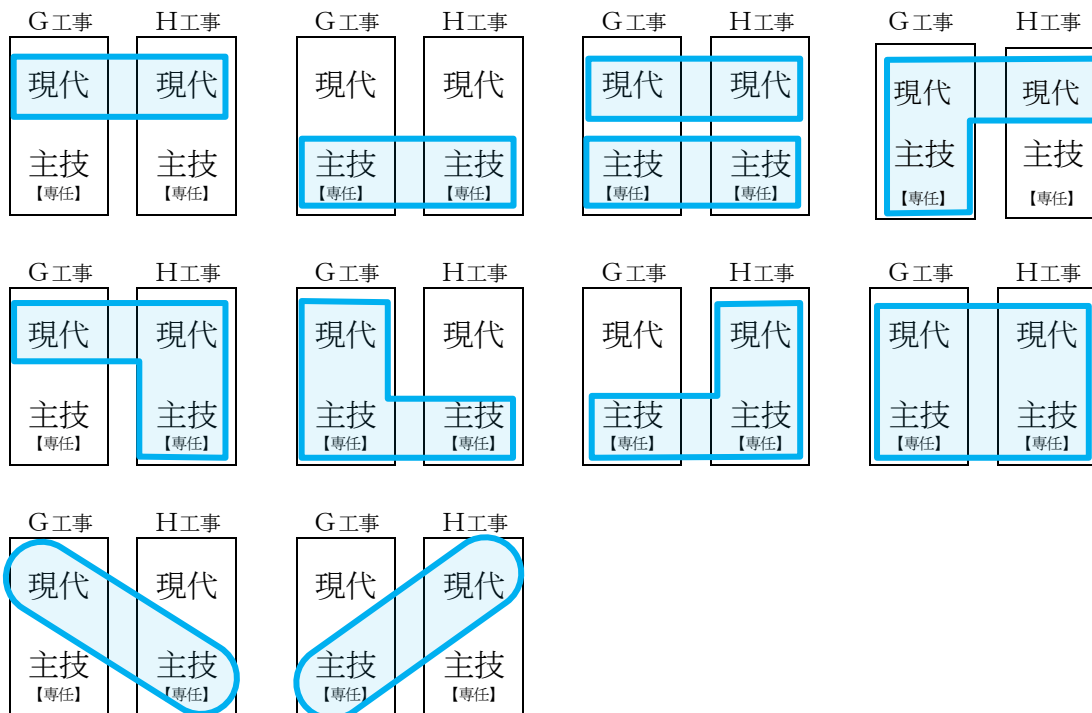 G工事 H工事 G工事 H工事 G工事 H工事 G工事 H工事
現代 現代 現代 現代 現代 現代 現代 現代
主技 主技 主技 主技 主技 主技 主技 主技
【専任】 【専任】 【専任】 【専任】 【専任】 【専任】 【専任】 【専任】
G工事 H工事 G工事 H工事 G工事 H工事 G工事 H工事
現代 現代 現代 現代 現代 現代 現代 現代
主技 主技 主技 主技 主技 主技 主技 主技
【専任】 【専任】 【専任】 【専任】 【専任】 【専任】 【専任】 【専任】
G工事 H工事 G工事 H工事
現代 現代 現代 現代
主技 主技 主技 主技
【専任】 【専任】 【専任】 【専任】